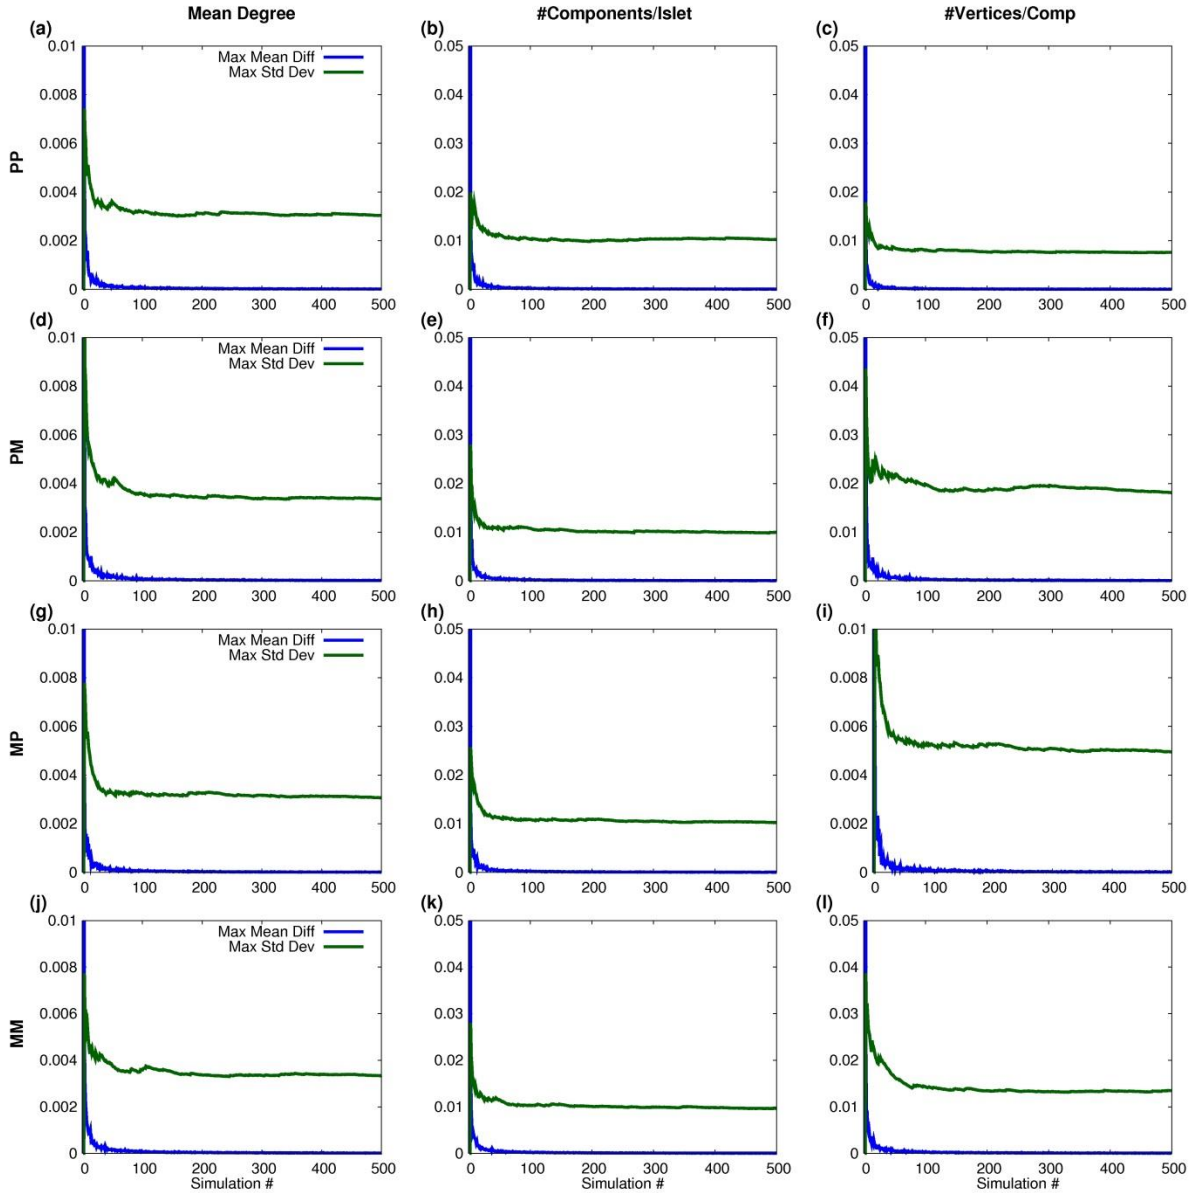 Mean Degree #Components/Islet #Vertices/Comp
(a) (b) (c)
PP
0.01 0.008 0.006 0.004 0.002 0
Max Mean Diff
Max Std Dev
0 100 200 300 400 500
0.05 0.04 0.03 0.02 0.01 0
0 100 200 300 400 500
0.05 0.04 0.03 0.02 0.01 0
0 100 200 300 400 500
(d) (e) (f)
PM
0.01 0.008 0.006 0.004 0.002 0
Max Mean Diff
Max Std Dev
0 100 200 300 400 500
0.05 0.04 0.03 0.02 0.01 0
0 100 200 300 400 500
0.05 0.04 0.03 0.02 0.01 0
0 100 200 300 400 500
(g) (h) (i)
MP
0.01 0.008 0.006 0.004 0.002 0
Max Mean Diff
Max Std Dev
0 100 200 300 400 500
0.05 0.04 0.03 0.02 0.01 0
0 100 200 300 400 500
0.01 0.008 0.006 0.004 0.002 0
0 100 200 300 400 500
(j) (k) (l)
MM
0.01 0.008 0.006 0.004 0.002 0
Max Mean Diff
Max Std Dev
0 100 200 300 400 500
Simulation #
0.05 0.04 0.03 0.02 0.01 0
0 100 200 300 400 500
Simulation #
0.05 0.04 0.03 0.02 0.01 0
0 100 200 300 400 500
Simulation #